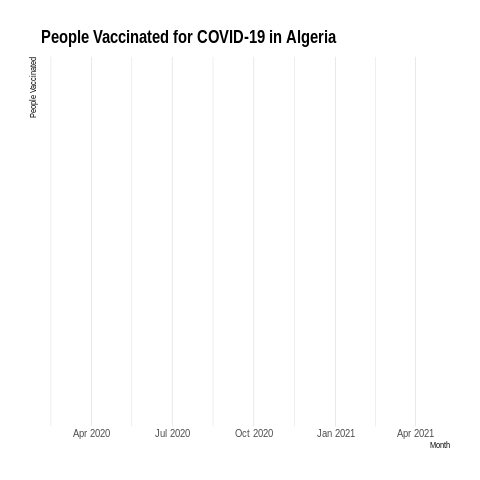 People Vaccinated for COVID-19 in Algeria
People Vaccinated
Apr 2020 Jul 2020 Oct 2020 Jan 2021 Apr 2021
Month